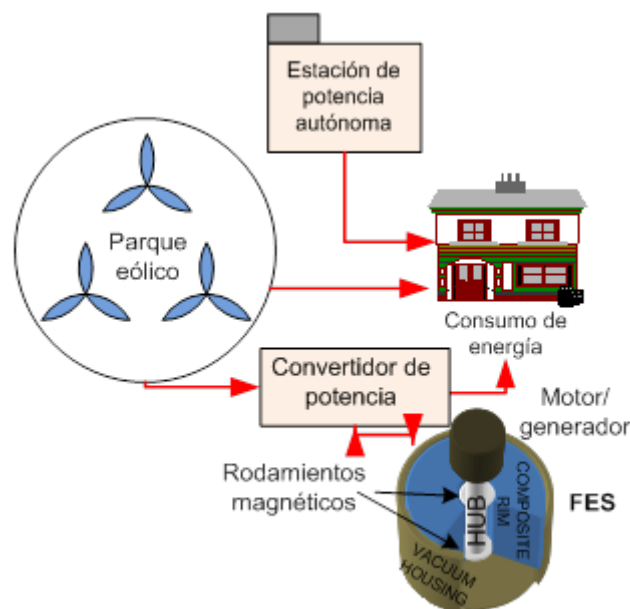 Estación de
potencia
autónoma
Parque
eólico
Consumo de
energía
Convertidor de
potencia
Motor/
generador
Rodamientos
magnéticos
HUB
COMPOSITE
RIM
VACUUM
HOUSING
FES